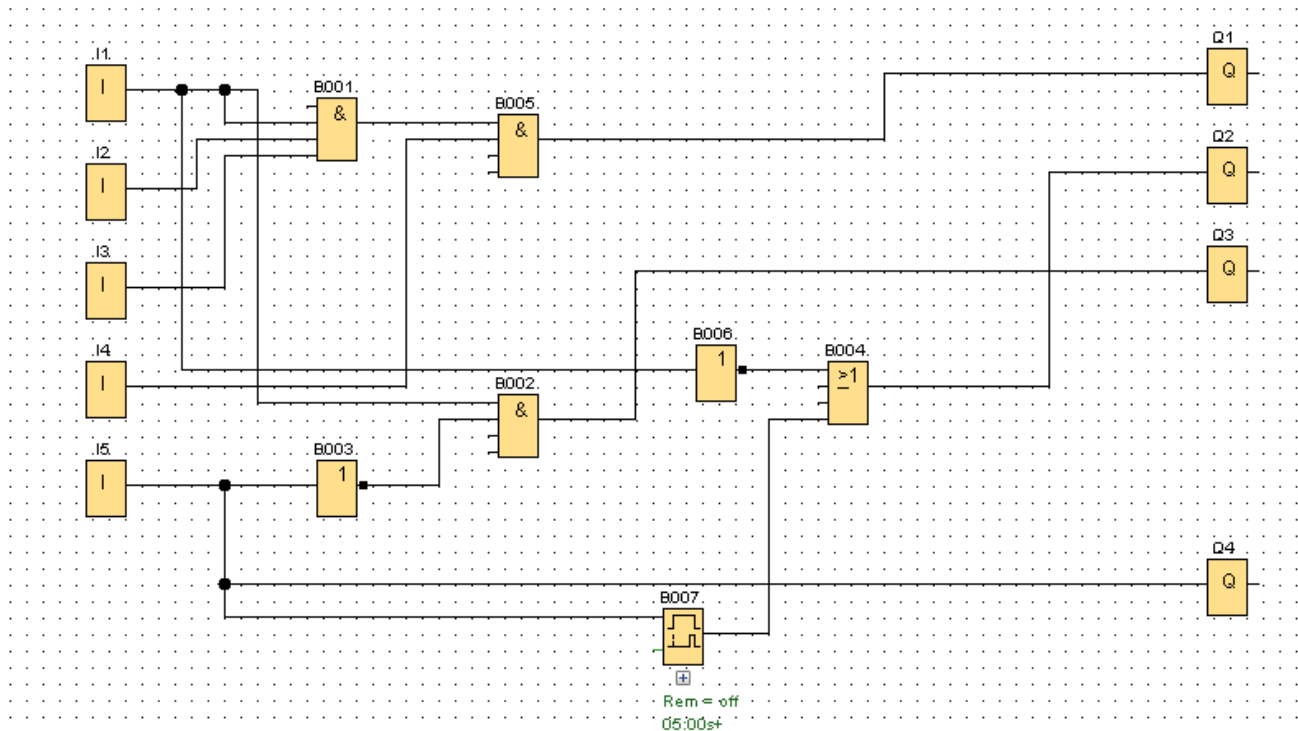 I1
I
I2
I
I3
I
I4
I
I5
I
B001
&
B005
&
B002
&
B003
1
B006
1
B004
≥1
B007
Rem = off
05:00s+
Q1
Q
Q2
Q
Q3
Q
Q4
Q